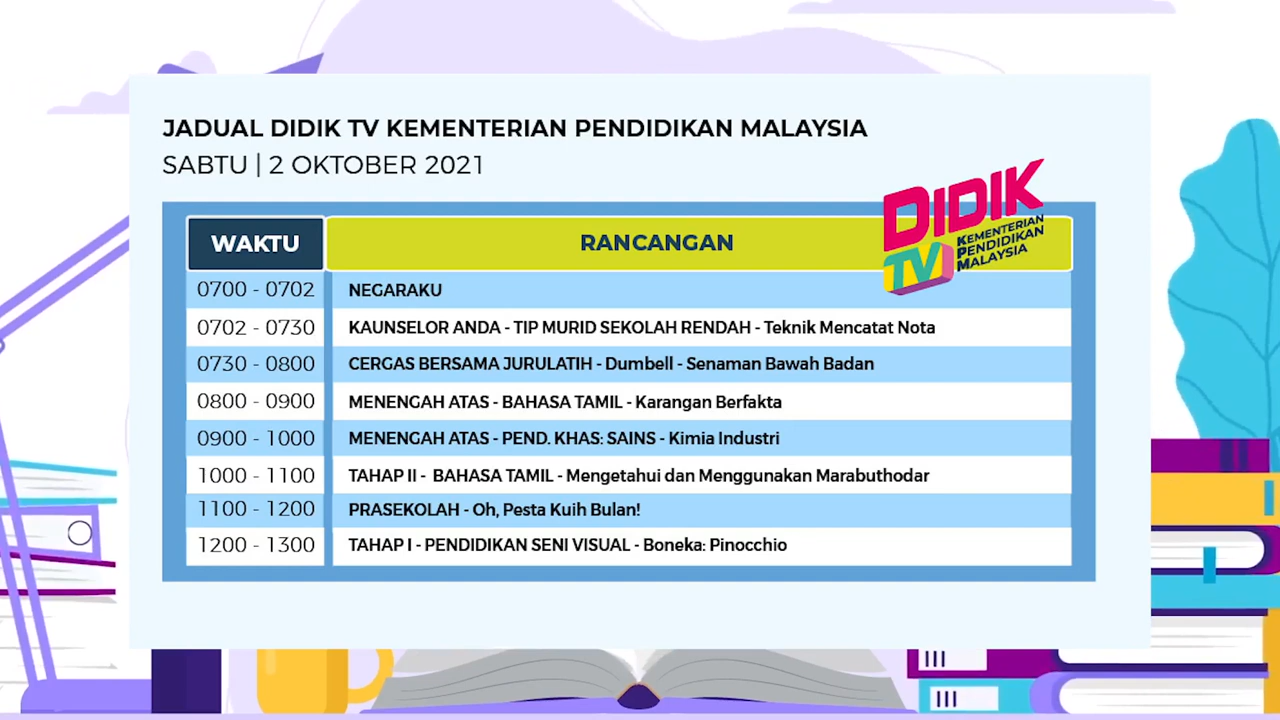 JADUAL DIDIK TV KEMENTERIAN PENDIDIKAN MALAYSIA
SABTU | 2 OKTOBER 2021
DIDIK
TV KEMENTERIAN
PENDIDIKAN
MALAYSIA
WAKTU RANCANGAN
0700 - 0702 NEGARAKU
0702 - 0730 KAUNSELOR ANDA - TIP MURID SEKOLAH RENDAH - Teknik Mencatat Nota
0730 - 0800 CERGAS BERSAMA JURULATIH - Dumbell - Senaman Bawah Badan
0800 - 0900 MENENGAH ATAS - BAHASA TAMIL - Karangan Berfakta
0900 - 1000 MENENGAH ATAS - PEND. KHAS: SAINS - Kimia Industri
1000 - 1100 TAHAP II - BAHASA TAMIL - Mengetahui dan Menggunakan Marabuthodar
1100 - 1200 PRASEKOLAH - Oh, Pesta Kuih Bulan!
1200 - 1300 TAHAP I - PENDIDIKAN SENI VISUAL - Boneka: Pinocchio